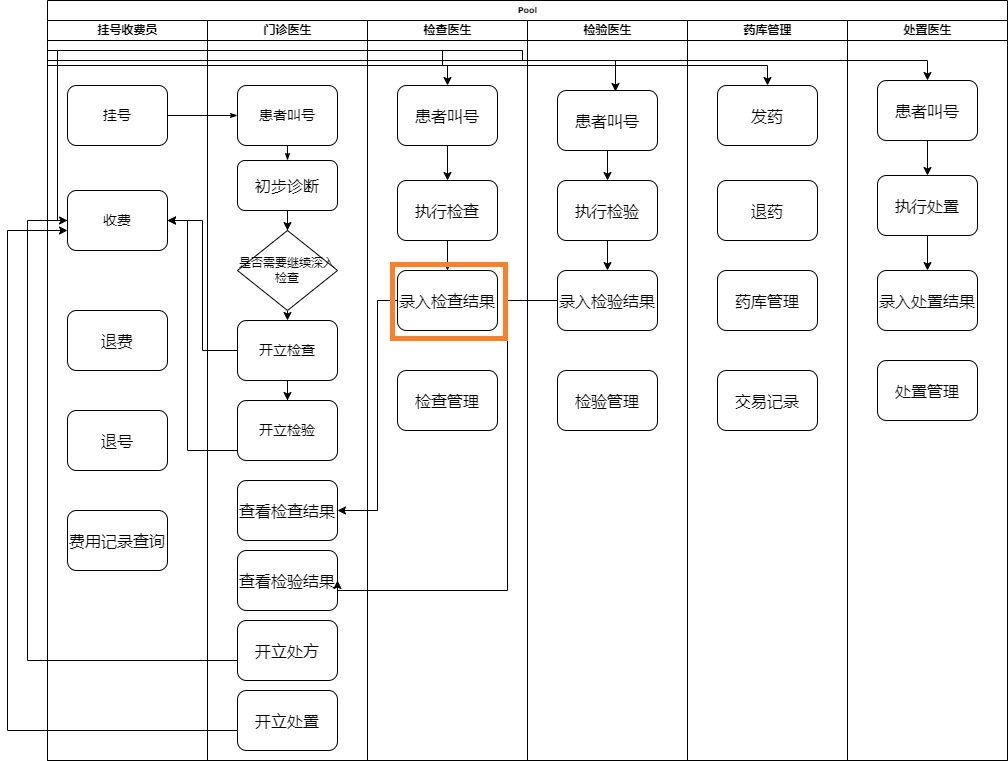 Pool
挂号收费员
门诊医生
检查医生
检验医生
药库管理
处置医生
挂号
收费
退费
退号
费用记录查询
患者叫号
初步诊断
是否需要继续深入
检查
开立检查
开立检验
查看检查结果
查看检验结果
开立处方
开立处置
患者叫号
执行检查
录入检查结果
检查管理
患者叫号
执行检验
录入检验结果
检验管理
发药
退药
药库管理
交易记录
患者叫号
执行处置
录入处置结果
处置管理